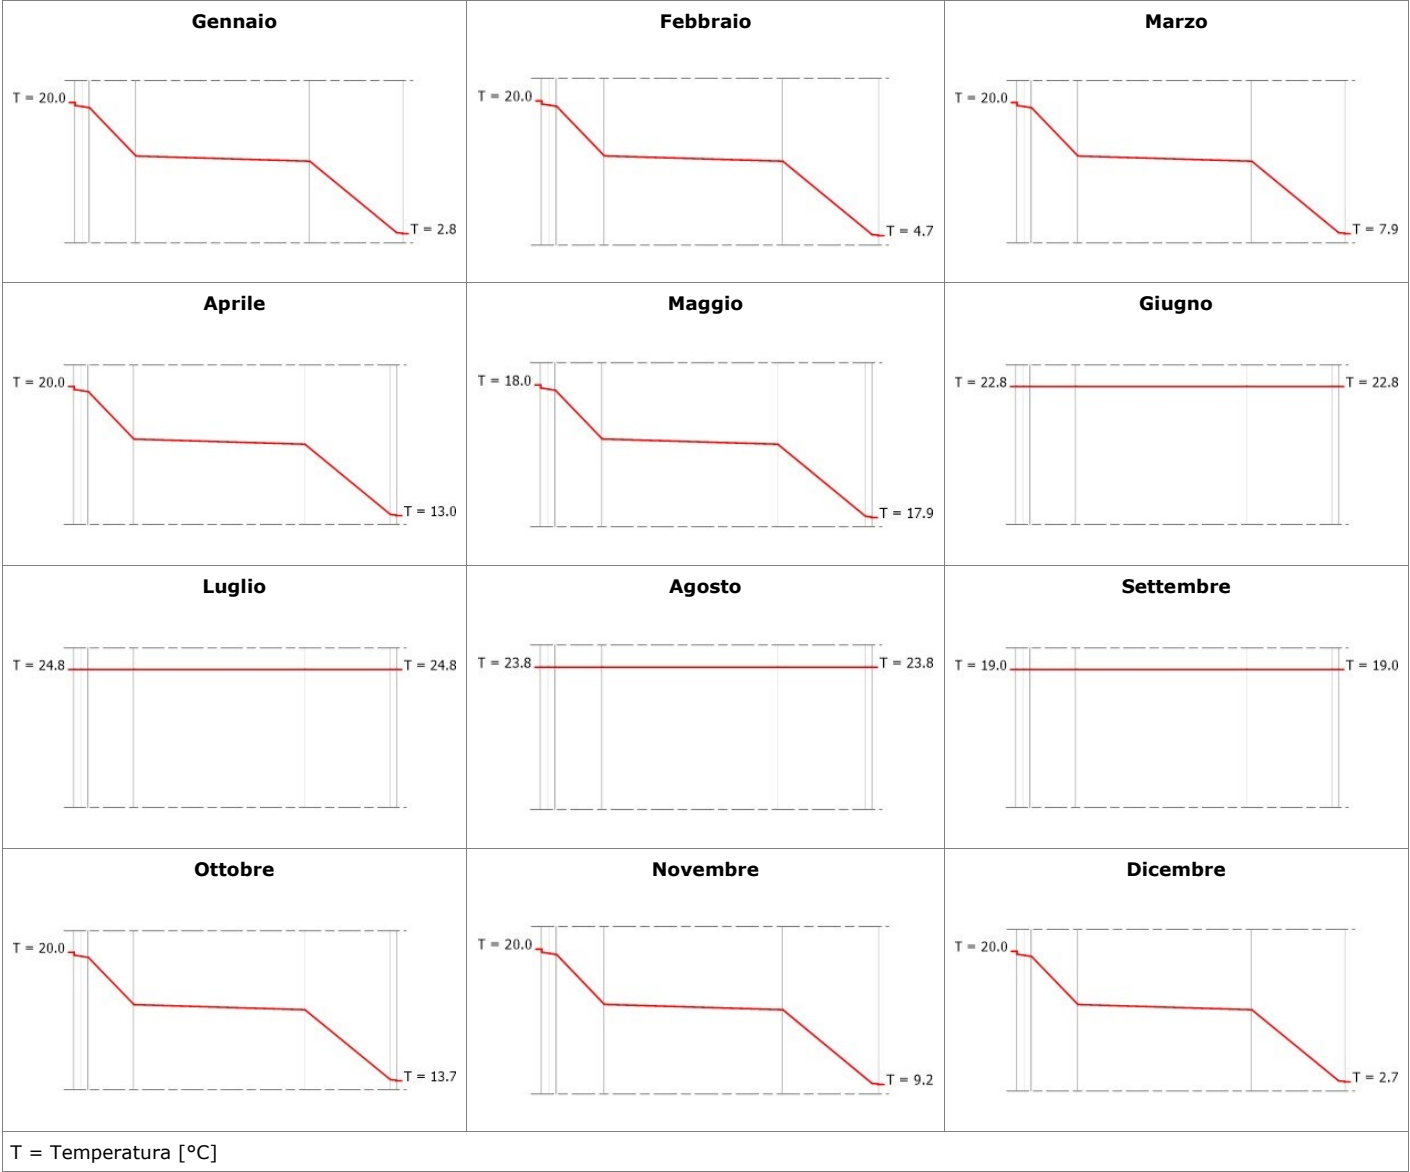 Gennaio
Febbraio
Marzo
T = 20.0
T = 2.8
T = 20.0
T = 4.7
T = 20.0
T = 7.9
Aprile
Maggio
Giugno
T = 20.0
T = 13.0
T = 18.0
T = 17.9
T = 22.8
T = 22.8
Luglio
Agosto
Settembre
T = 24.8
T = 24.8
T = 23.8
T = 23.8
T = 19.0
T = 19.0
Ottobre
Novembre
Dicembre
T = 20.0
T = 13.7
T = 20.0
T = 9.2
T = 20.0
T = 2.7
T = Temperatura [°C]